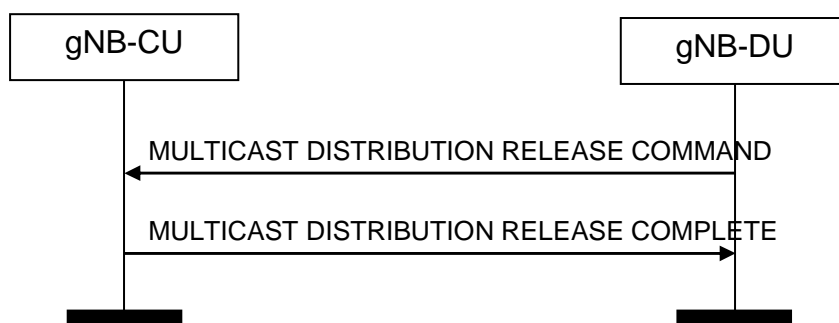 gNB-CU
gNB-DU
MULTICAST DISTRIBUTION RELEASE COMMAND
MULTICAST DISTRIBUTION RELEASE COMPLETE